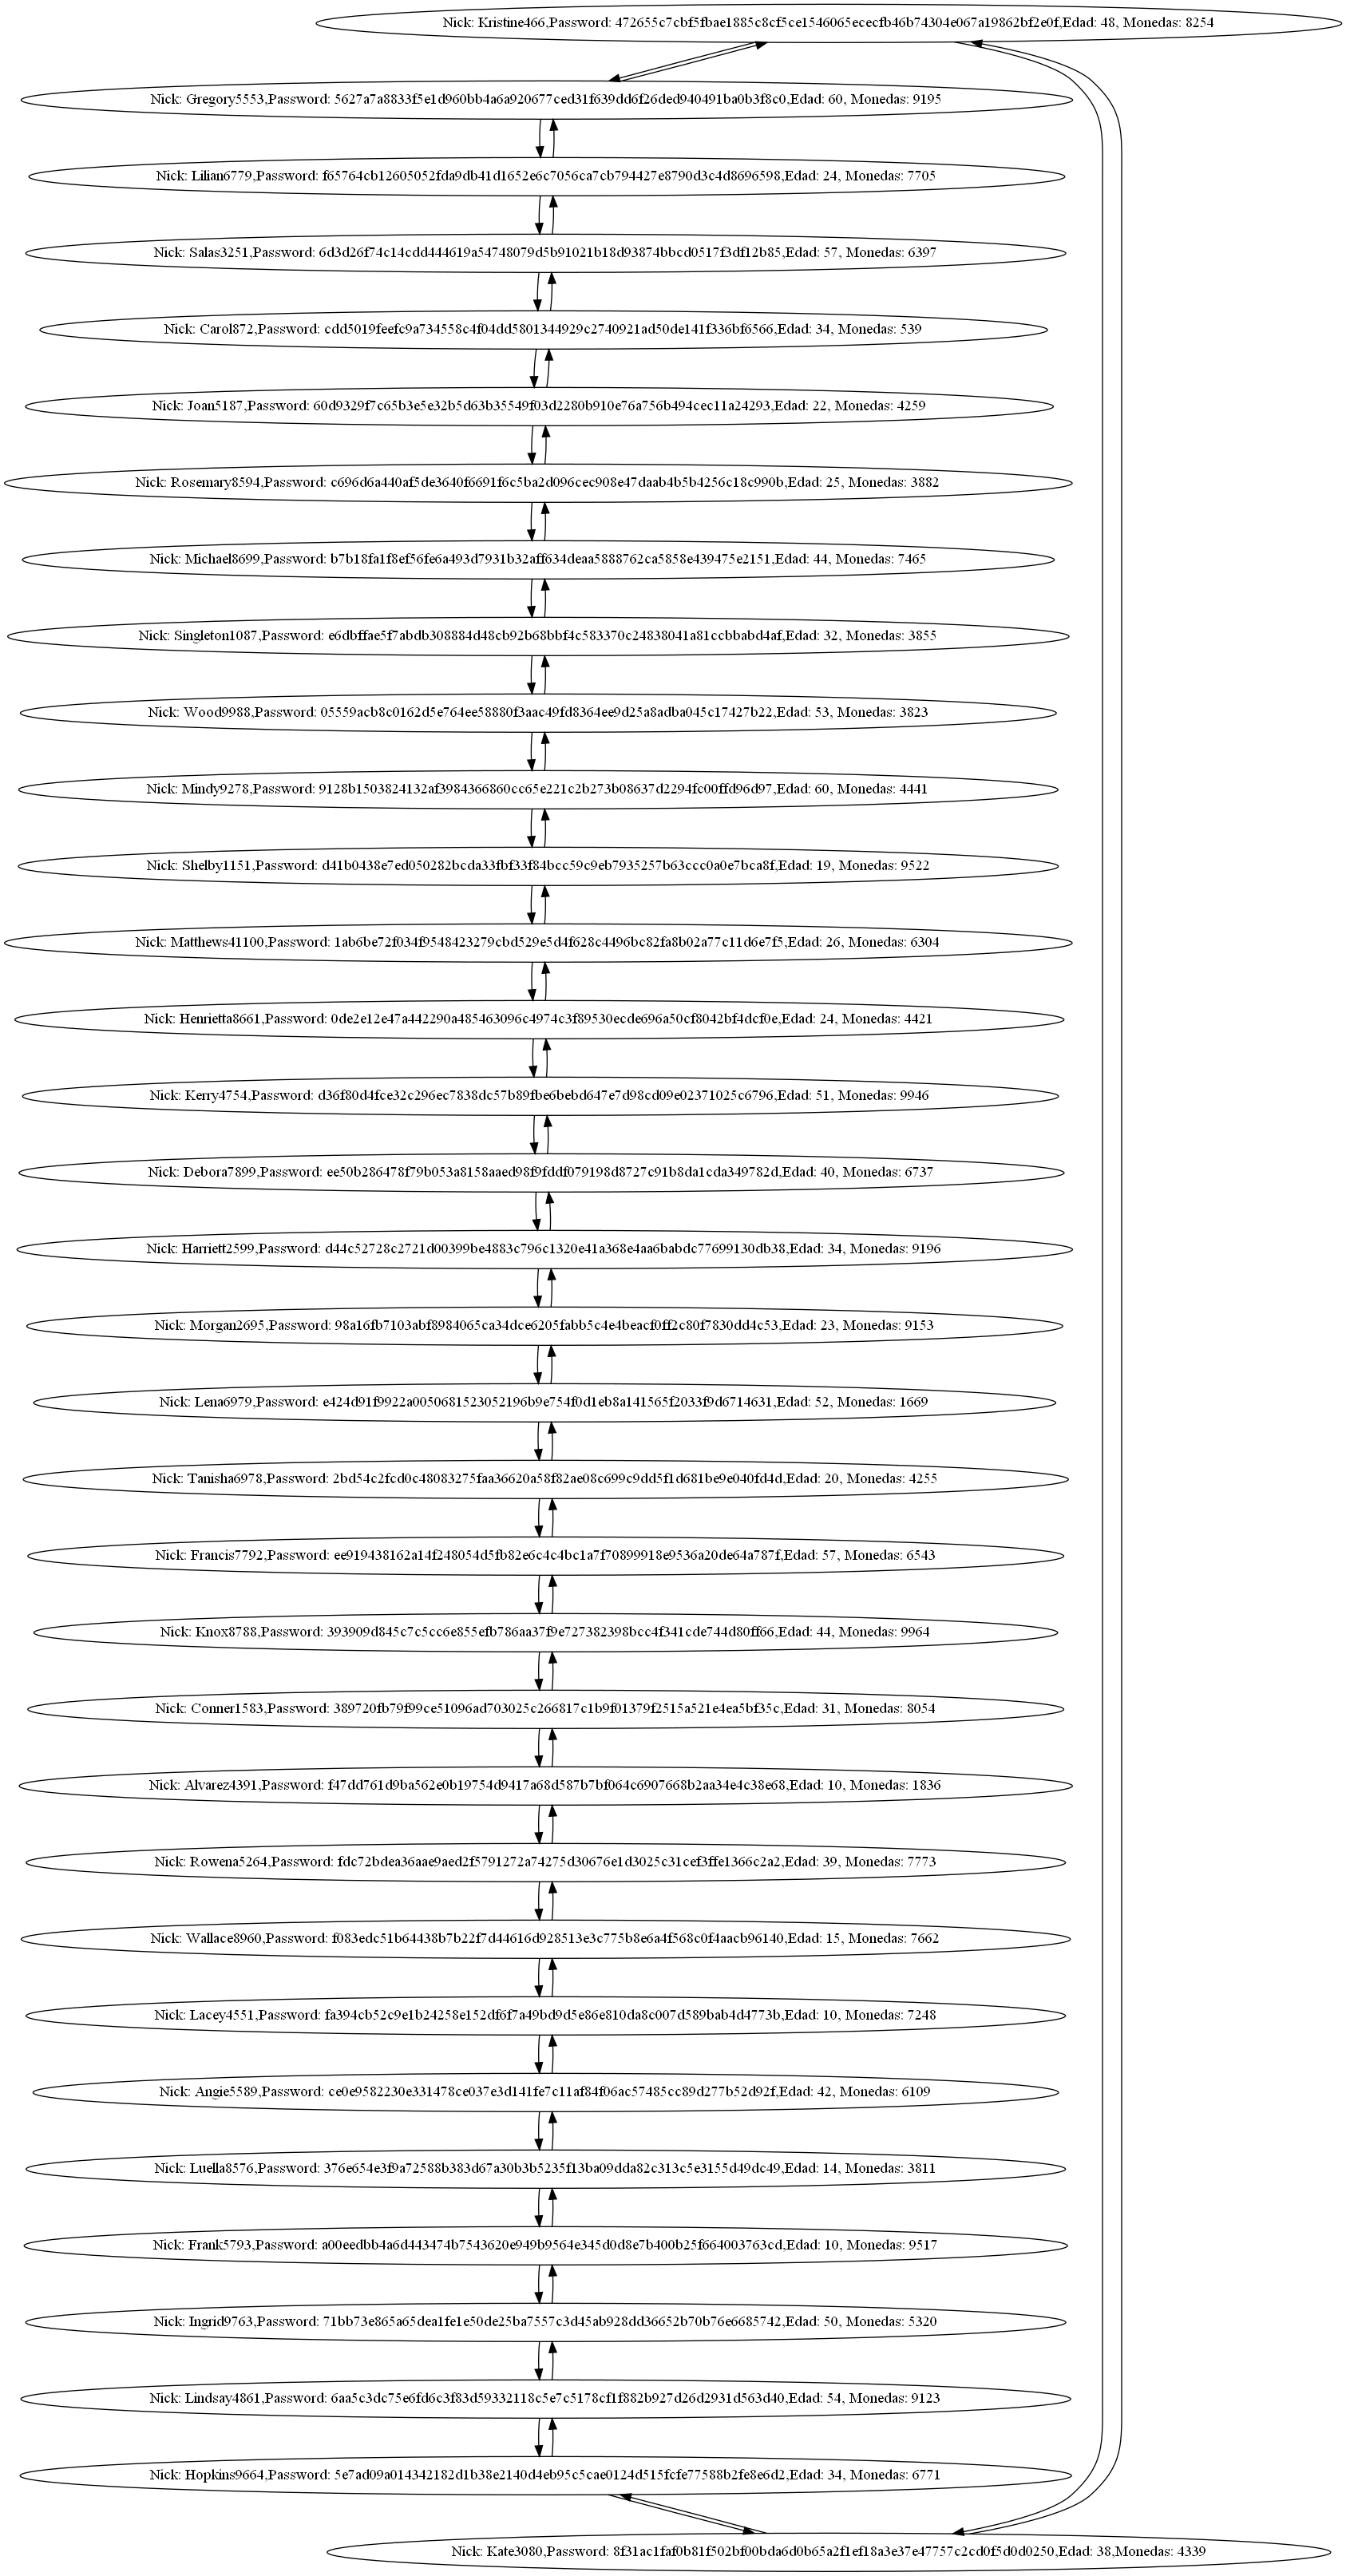 Nick: Kristine466,Password: 472655c7cbf5fbae1885c8cf5ce1546065ececfb46b74304e067a19862bf2e0f,Edad: 48, Monedas: 8254
Nick: Gregory5553,Password: 5627a7a8833f5e1d960bb4a6a920677ced31f639dd6f26ded940491ba0b3f8c0,Edad: 60, Monedas: 9195
Nick: Lilian6779,Password: f65764cb12605052fda9db41d1652e6c7056ca7cb794427e8790d3c4d8696598,Edad: 24, Monedas: 7705
Nick: Salas3251,Password: 6d3d26f74c14cdd444619a54748079d5b91021b18d93874bbcd0517f3df12b85,Edad: 57, Monedas: 6397
Nick: Carol872,Password: cdd5019feefc9a734558c4f04dd5801344929c2740921ad50de141f336bf6566,Edad: 34, Monedas: 539
Nick: Joan5187,Password: 60d9329f7c65b3e5e32b5d63b35549f03d2280b910e76a756b494cec11a24293,Edad: 22, Monedas: 4259
Nick: Rosemary8594,Password: c696d6a440af5de3640f6691f6c5ba2d096cec908e47daab4b5b4256c18c990b,Edad: 25, Monedas: 3882
Nick: Michael8699,Password: b7b18fa1f8ef56fe6a493d7931b32aff634deaa5888762ca5858e439475e2151,Edad: 44, Monedas: 7465
Nick: Singleton1087,Password: e6dbffae5f7abdb308884d48cb92b68bbf4c583370c24838041a81ccbbabd4af,Edad: 32, Monedas: 3855
Nick: Wood9988,Password: 05559acb8c0162d5e764ee58880f3aac49fd8364ee9d25a8adba045c17427b22,Edad: 53, Monedas: 3823
Nick: Mindy9278,Password: 9128b1503824132af3984366860cc65e221c2b273b08637d2294fc00ffd96d97,Edad: 60, Monedas: 4441
Nick: Shelby1151,Password: d41b0438e7ed050282bcda33fbf33f84bcc59c9eb7935257b63ccc0a0e7bca8f,Edad: 19, Monedas: 9522
Nick: Matthews41100,Password: 1ab6be72f034f9548423279cbd529e5d4f628c4496bc82fa8b02a77c11d6e7f5,Edad: 26, Monedas: 6304
Nick: Henrietta8661,Password: 0de2e12e47a442290a485463096c4974c3f89530ecde696a50cf8042bf4dcf0e,Edad: 24, Monedas: 4421
Nick: Kerry4754,Password: d36f80d4fce32c296ec7838dc57b89fbe6bebd647e7d98cd09e02371025c6796,Edad: 51, Monedas: 9946
Nick: Debora7899,Password: ee50b286478f79b053a8158aaed98f9fddf079198d8727c91b8da1cda349782d,Edad: 40, Monedas: 6737
Nick: Harriett2599,Password: d44c52728c2721d00399be4883c796c1320e41a368e4aa6babdc77699130db38,Edad: 34, Monedas: 9196
Nick: Morgan2695,Password: 98a16fb7103abf8984065ca34dce6205fabb5c4e4beacf0ff2c80f7830dd4c53,Edad: 23, Monedas: 9153
Nick: Lena6979,Password: e424d91f9922a0050681523052196b9e754f0d1eb8a141565f2033f9d6714631,Edad: 52, Monedas: 1669
Nick: Tanisha6978,Password: 2bd54c2fcd0c48083275faa36620a58f82ae08c699c9dd5f1d681be9e040fd4d,Edad: 20, Monedas: 4255
Nick: Francis7792,Password: ee919438162a14f248054d5fb82e6c4c4bc1a7f70899918e9536a20de64a787f,Edad: 57, Monedas: 6543
Nick: Knox8788,Password: 393909d845c7c5cc6e855efb786aa37f9e727382398bcc4f341cde744d80ff66,Edad: 44, Monedas: 9964
Nick: Conner1583,Password: 389720fb79f99ce51096ad703025c266817c1b9f01379f2515a521e4ea5bf35c,Edad: 31, Monedas: 8054
Nick: Alvarez4391,Password: f47dd761d9ba562e0b19754d9417a68d587b7bf064c6907668b2aa34e4c38e68,Edad: 10, Monedas: 1836
Nick: Rowena5264,Password: fdc72bdea36aae9aed2f5791272a74275d30676e1d3025c31cef3ffe1366c2a2,Edad: 39, Monedas: 7773
Nick: Wallace8960,Password: f083edc51b64438b7b22f7d44616d928513e3c775b8e6a4f568c0f4aacb96140,Edad: 15, Monedas: 7662
Nick: Lacey4551,Password: fa394cb52c9e1b24258e152df6f7a49bd9d5e86e810da8c007d589bab4d4773b,Edad: 10, Monedas: 7248
Nick: Angie5589,Password: ce0e9582230e331478ce037e3d141fe7c11af84f06ac57485cc89d277b52d92f,Edad: 42, Monedas: 6109
Nick: Luella8576,Password: 376e654e3f9a72588b383d67a30b3b5235f13ba09dda82c313c5e3155d49dc49,Edad: 14, Monedas: 3811
Nick: Frank5793,Password: a00eedbb4a6d443474b7543620e949b9564e345d0d8e7b400b25f664003763cd,Edad: 10, Monedas: 9517
Nick: Ingrid9763,Password: 71bb73e865a65dea1fe1e50de25ba7557c3d45ab928dd36652b70b76e6685742,Edad: 50, Monedas: 5320
Nick: Lindsay4861,Password: 6aa5c3dc75e6fd6c3f83d59332118c5e7c5178cf1f882b927d26d2931d563d40,Edad: 54, Monedas: 9123
Nick: Hopkins9664,Password: 5e7ad09a014342182d1b38e2140d4eb95c5cae0124d515fcfe77588b2fe8e6d2,Edad: 34, Monedas: 6771
Nick: Kate3080,Password: 8f31ac1faf0b81f502bf00bda6d0b65a2f1ef18a3e37e47757c2cd0f5d0d0250,Edad: 38,Monedas: 4339